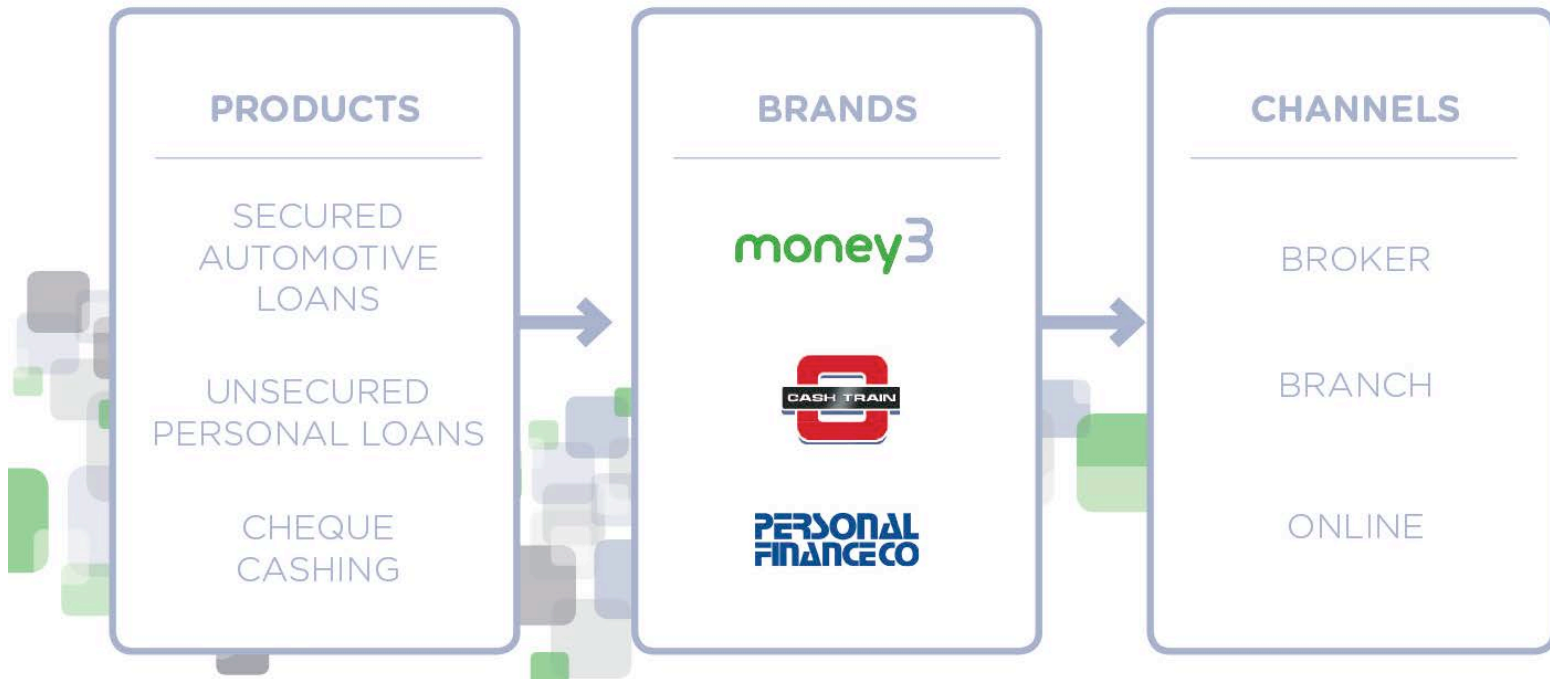 PRODUCTS
SECURED
AUTOMOTIVE
LOANS
UNSECURED
PERSONAL LOANS
CHEQUE
CASHING
BRANDS
money3
CASH TRAIN
PERSONAL
FINANCE CO
CHANNELS
BROKER
BRANCH
ONLINE